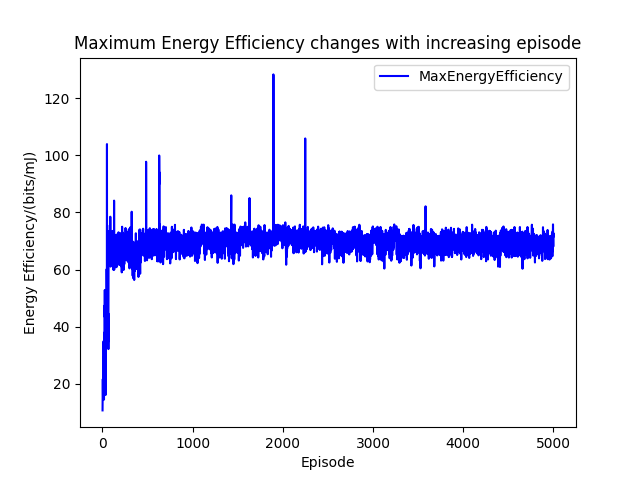 Maximum Energy Efficiency changes with increasing episode
MaxEnergyEfficiency
Energy Efficiency/(bits/mJ)
120
100
80
60
40
20
0 1000 2000 3000 4000 5000
Episode